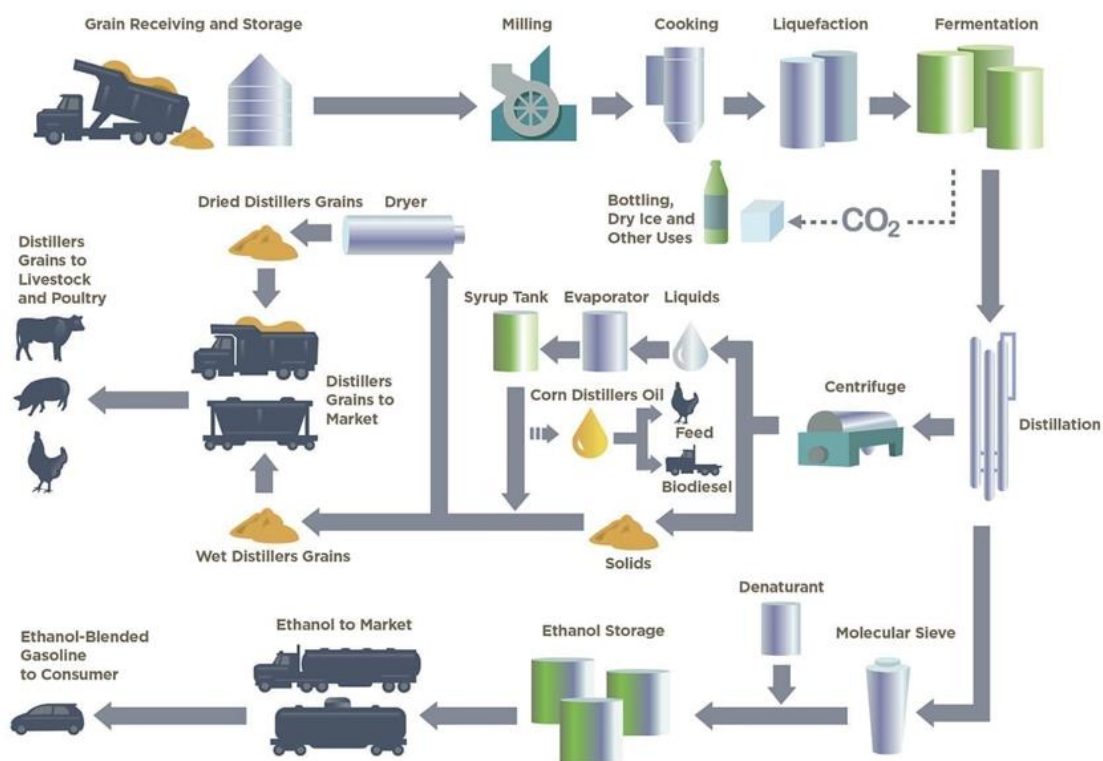 Grain Receiving and Storage
Milling
Cooking
Liquefaction
Fermentation
Bottling,
Dry Ice and
Other Uses
CO2
Dried Distillers Grains
Dryer
Distillers
Grains to
Livestock
and Poultry
Syrup Tank
Evaporator
Liquids
Distillers
Grains to
Market
Corn Distillers Oil
Feed
Biodiesel
Centrifuge
Distillation
Wet Distillers Grains
Solids
Denaturant
Molecular Sieve
Ethanol Storage
Ethanol to Market
Ethanol-Blended
Gasoline
to Consumer